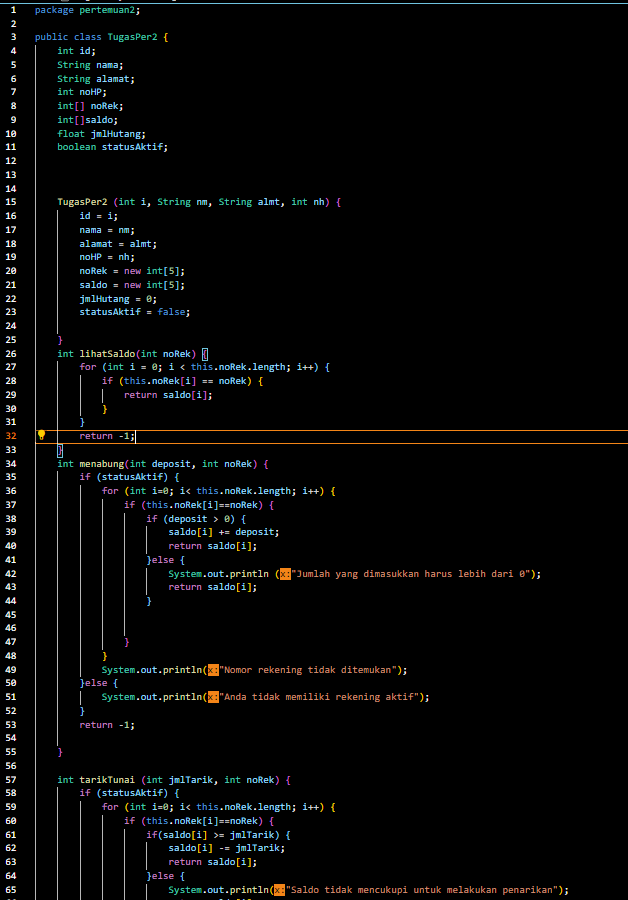 1 package pertemuan2;
2
3 public class TugasPer2 {
4 int id;
5 String nama;
6 String alamat;
7 int noHP;
8 int[] noRek;
9 int[]saldo;
10 float jmlHutang;
11 boolean statusAktif;
12
13
14
15 TugasPer2 (int i, String nm, String almt, int nh) {
16 id = i;
17 nama = nm;
18 alamat = almt;
19 noHP = nh;
20 noRek = new int[5];
21 saldo = new int[5];
22 jmlHutang = 0;
23 statusAktif = false;
24
25 }
26 int lihatSaldo(int noRek) {
27 for (int i = 0; i < this.noRek.length; i++) {
28 if (this.noRek[i] == noRek) {
29 return saldo[i];
30 }
31 }
32 return -1;
33 }
34 int menabung(int deposit, int noRek) {
35 if (statusAktif) {
36 for (int i=0; i< this.noRek.length; i++) {
37 if (this.noRek[i]==noRek) {
38 if (deposit > 0) {
39 saldo[i] += deposit;
40 return saldo[i];
41 }else {
42 System.out.println (x:"Jumlah yang dimasukkan harus lebih dari 0");
43 return saldo[i];
44 }
45
46
47 }
48 }
49 System.out.println(x:"Nomor rekening tidak ditemukan");
50 }else {
51 System.out.println(x:"Anda tidak memiliki rekening aktif");
52 }
53 return -1;
54
55 }
56
57 int tarikTunai (int jmlTarik, int noRek) {
58 if (statusAktif) {
59 for (int i=0; i< this.noRek.length; i++) {
60 if (this.noRek[i]==noRek) {
61 if(saldo[i] >= jmlTarik) {
62 saldo[i] -= jmlTarik;
63 return saldo[i];
64 }else {
65 System.out.println(x:"Saldo tidak mencukupi untuk melakukan penarikan");